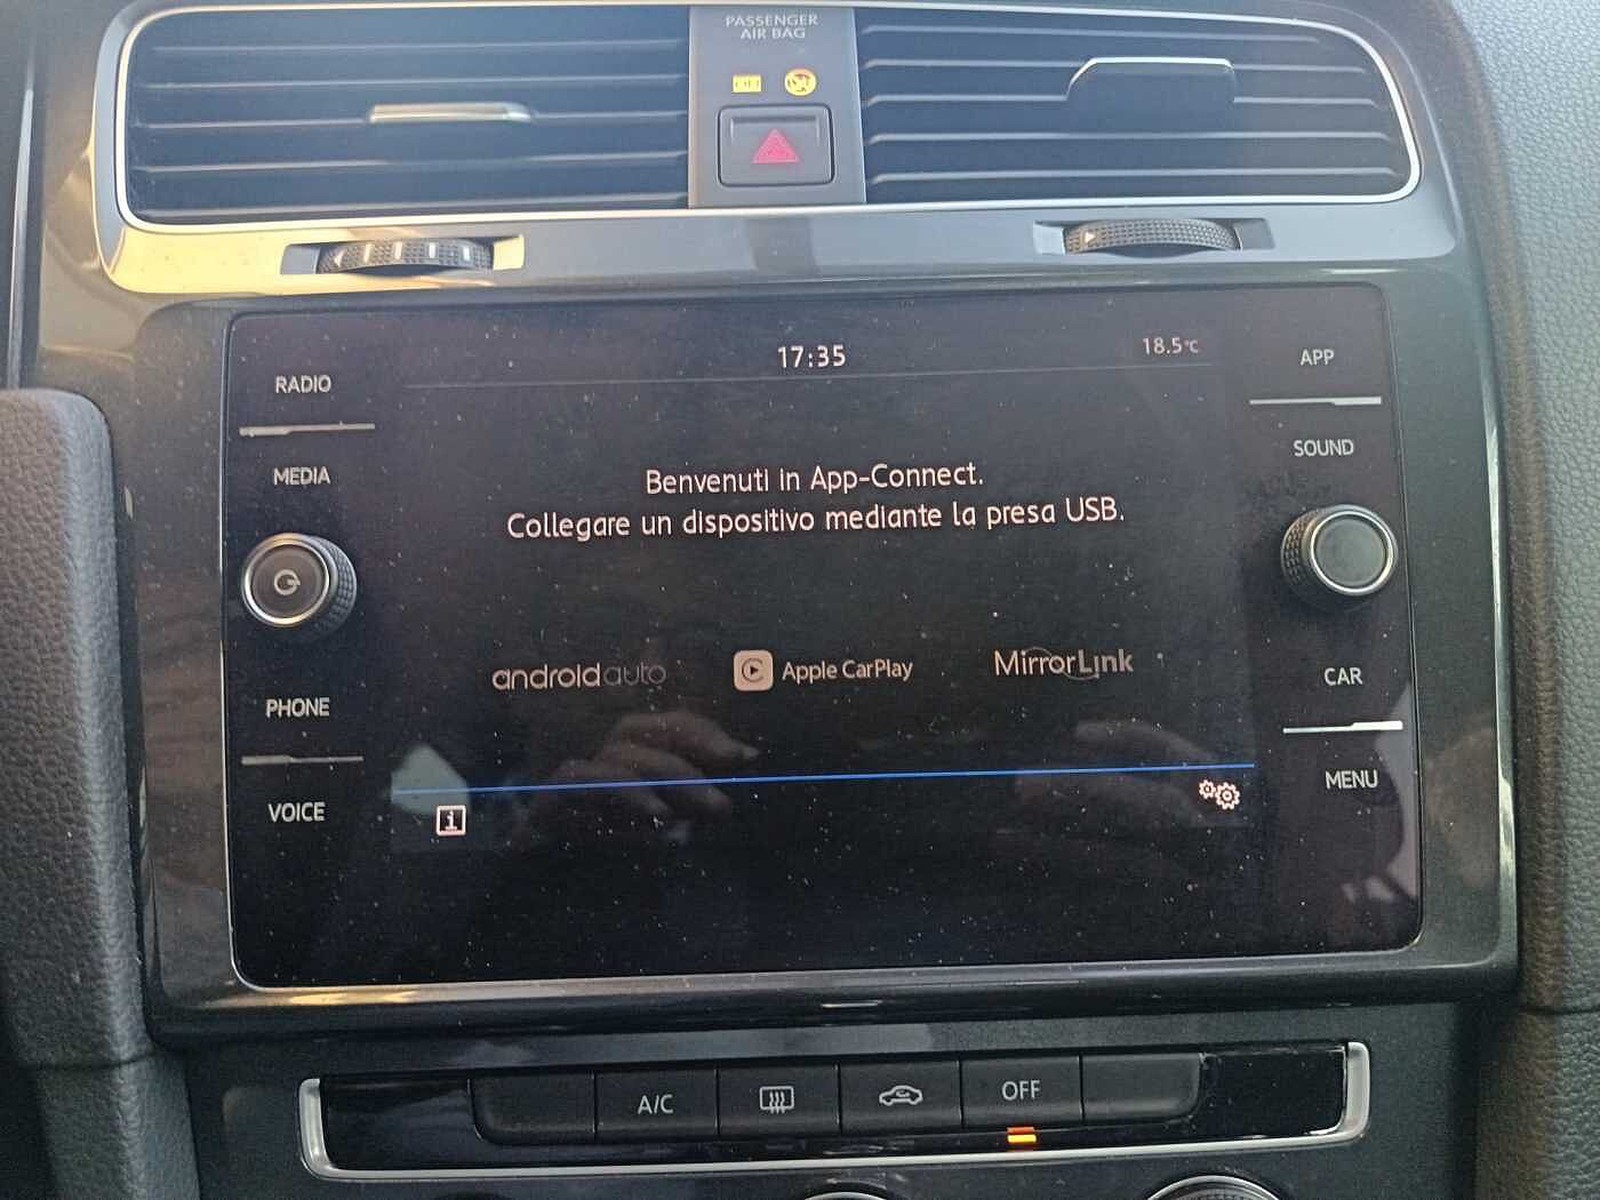 PASSENGER
AIR BAG
17:35
18.5°C
RADIO
MEDIA
PHONE
VOICE
Benvenuti in App-Connect.
Collegare un dispositivo mediante la presa USB.
androidauto
Apple CarPlay
MirrorLink
APP
SOUND
CAR
MENU
A/C
OFF